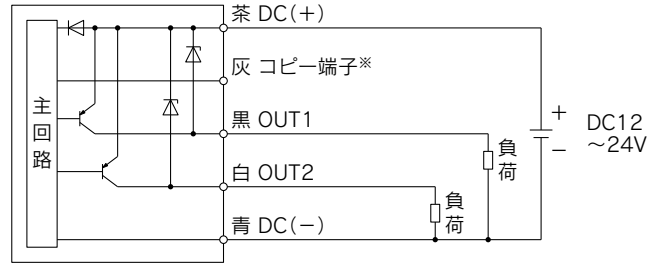 茶 DC(+)
灰 コピー端子※
主回路
黒 OUT1
白 OUT2
青 DC(−)
負荷
負荷
+
−
DC12
～24V